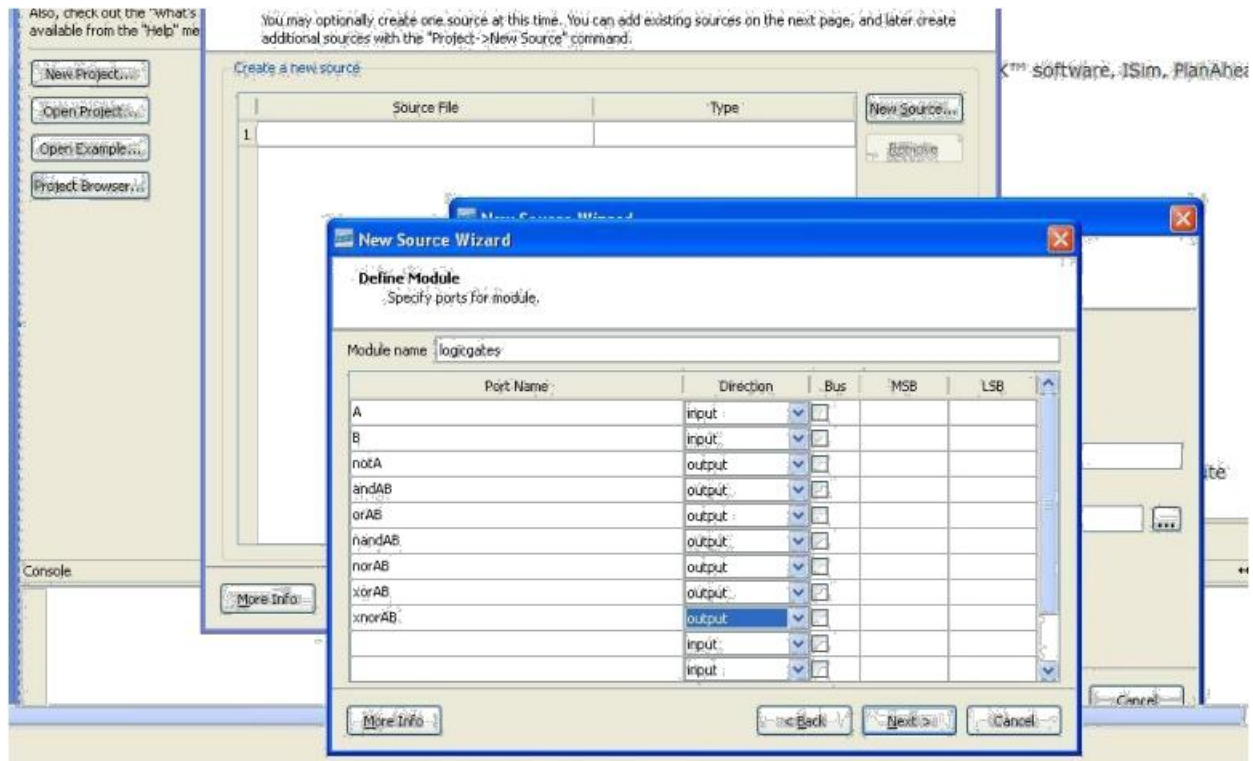 Also, check out the "What's
available from the "Help" me
New Project...
Open Project...
Open Example...
Project Browser...
Console
You may optionally create one source at this time. You can add existing sources on the next page, and later create
additional sources with the "Project->New Source" command.
Create a new source
Source File Type
1
New Source...
Remove
More Info
™ software, ISim, PlanAhea
New Source Wizard
New Source Wizard
Define Module
Specify ports for module.
Module name logicgates
Port Name Direction Bus MSB LSB
A input
B input
notA output
andAB output
orAB output
nandAB output
norAB output
xorAB output
xnorAB output
input
input
More Info < Back Next > Cancel
...
Cancel